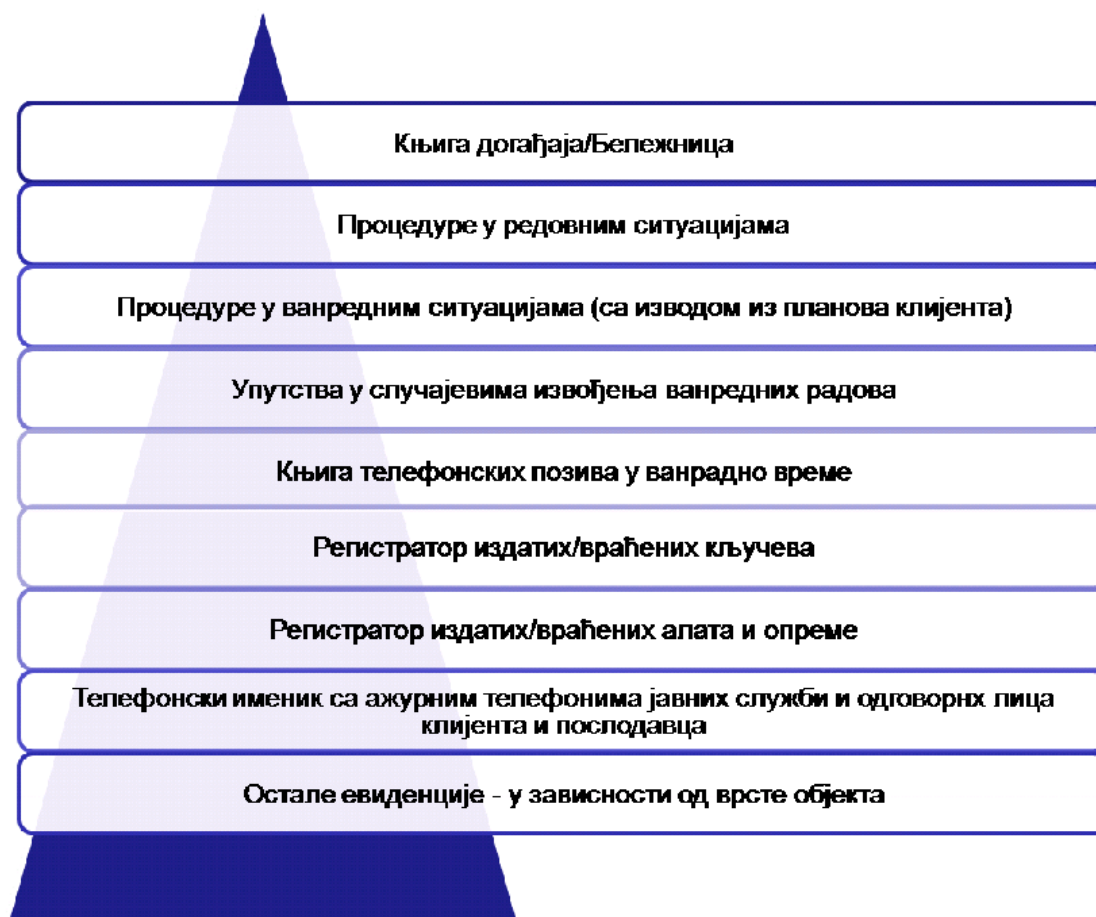 Књига догађаја/Бележница
Процедуре у редовним ситуацијама
Процедуре у ванредним ситуацијама (са изводом из планова клијента)
Упутства у случајевима извођења ванредних радова
Књига телефонских позива у ванрадно време
Регистратор издатих/враћених кључева
Регистратор издатих/враћених алата и опреме
Телефонски именик са ажурним телефонима јавних служби и одговорнх лица
клијента и послодавца
Остале евиденције - у зависности од врсте објекта